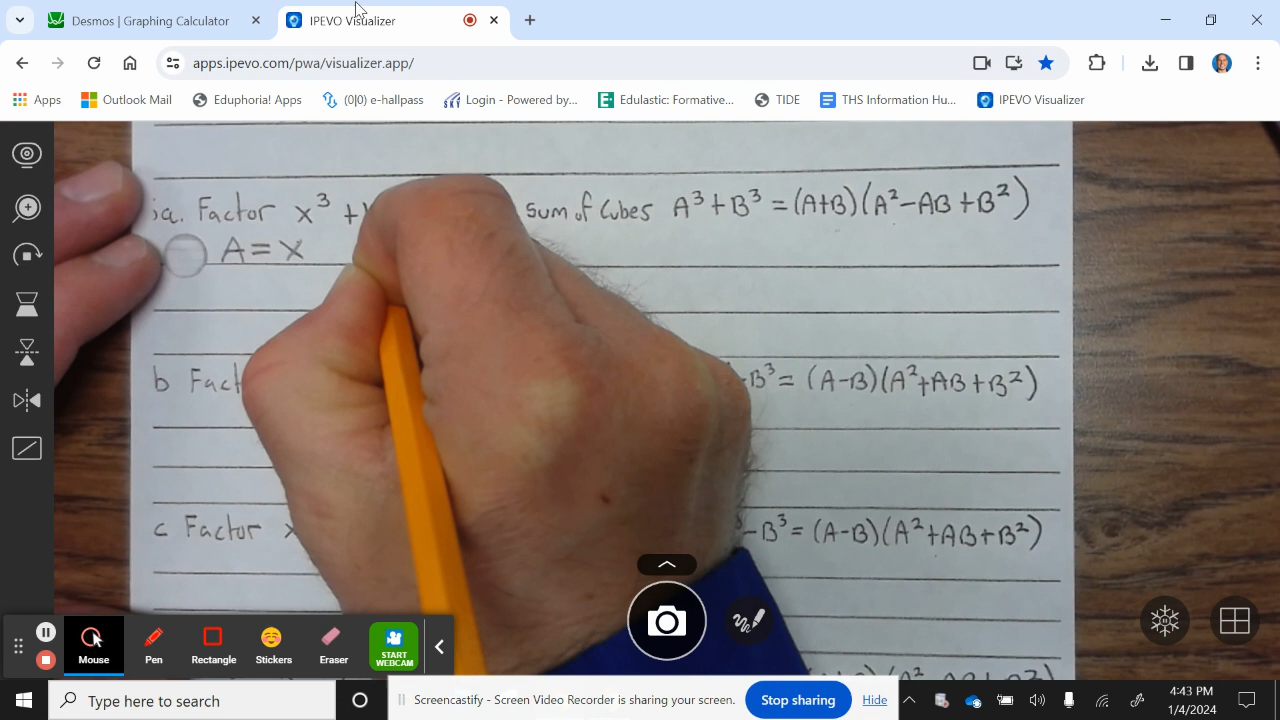 Desmos | Graphing Calculator
IPEVO Visualizer
apps.ipevo.com/pwa/visualizer.app/
Apps
Outlook Mail
Eduphoria! Apps
(0|0) e-hallpass
Login - Powered by...
Edulastic: Formative...
TIDE
THS Information Hu...
IPEVO Visualizer
a. Factor x³ + sum of Cubes A³+B³=(A+B)(A²-AB+B²)
A=x
b -B³= (A-B)(A²+AB+B²)
c Factor x -B³= (A-B)(A²+AB+B²)
Mouse
Pen
Rectangle
Stickers
Eraser
START
WEBCAM
Type here to search
Screencastify - Screen Video Recorder is sharing your screen.
Stop sharing
Hide
4:43 PM
1/4/2024